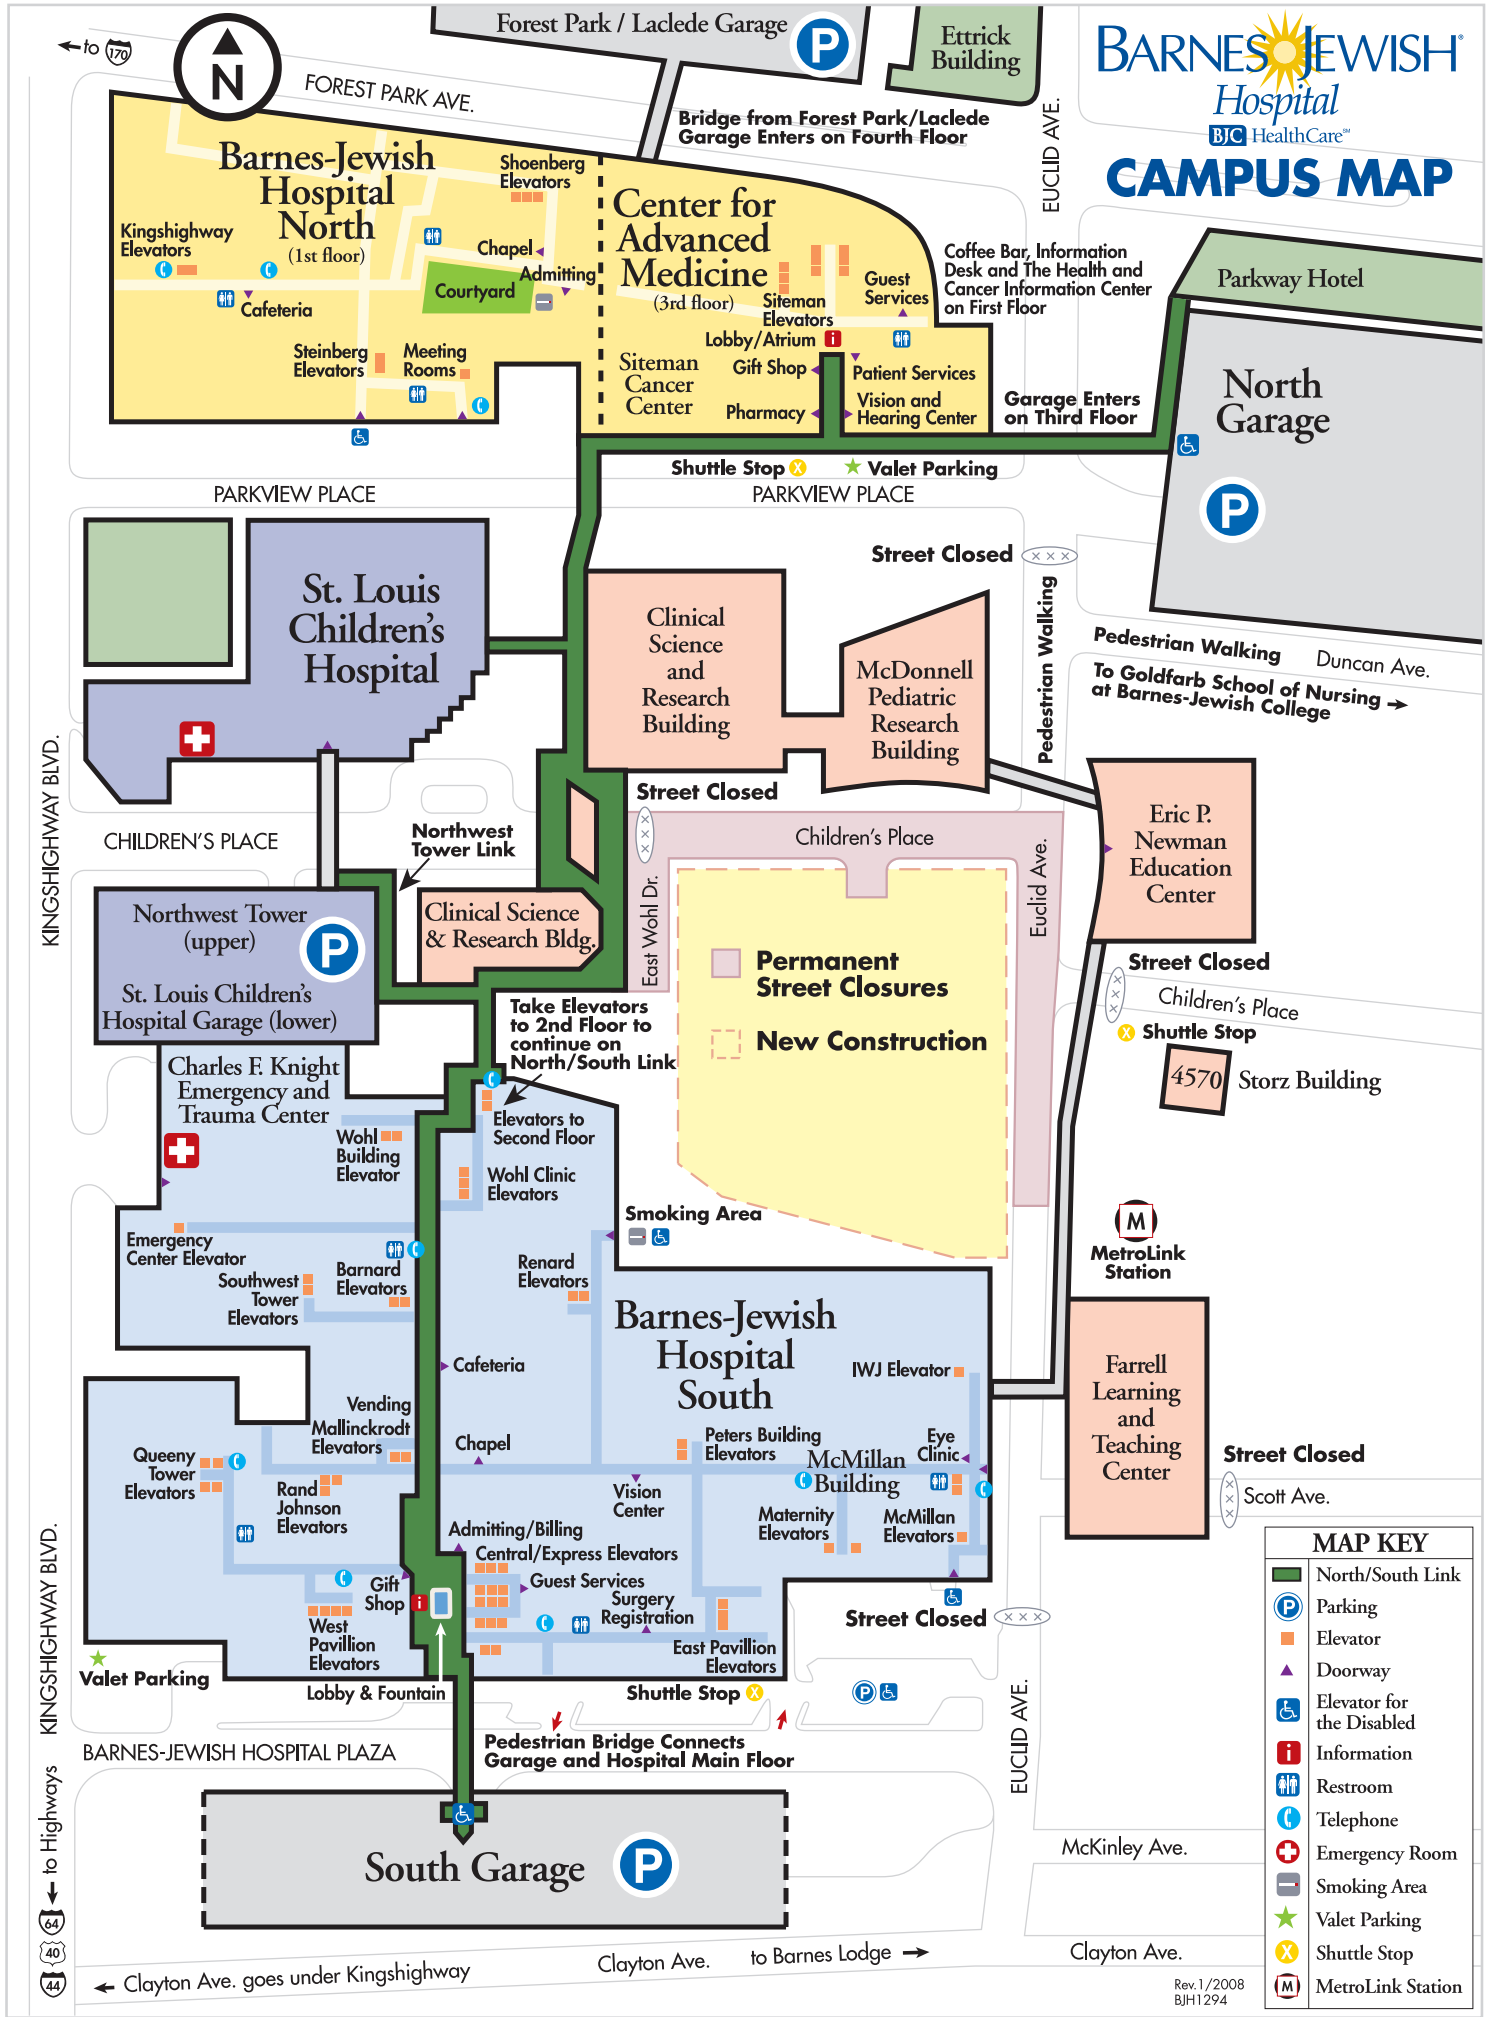 Forest Park / Laclede Garage
P
Ettrick
Building
BARNES JEWISH®
Hospital
BJC HealthCare℠
CAMPUS MAP
to 170
N
FOREST PARK AVE.
EUCLID AVE.
Bridge from Forest Park/Laclede
Garage Enters on Fourth Floor
Barnes-Jewish
Hospital
North
(1st floor)
Shoenberg
Elevators
Kingshighway
Elevators
Chapel
Admitting
Courtyard
Cafeteria
Steinberg
Elevators
Meeting
Rooms
Center for
Advanced
Medicine
(3rd floor)
Siteman
Elevators
Guest
Services
Lobby/Atrium
i
Siteman
Cancer
Center
Gift Shop
Patient Services
Pharmacy
Vision and
Hearing Center
Coffee Bar, Information
Desk and The Health and
Cancer Information Center
on First Floor
Parkway Hotel
North
Garage
P
Garage Enters
on Third Floor
Shuttle Stop X
Valet Parking
PARKVIEW PLACE
PARKVIEW PLACE
Street Closed
Pedestrian Walking
Pedestrian Walking
Duncan Ave.
To Goldfarb School of Nursing
at Barnes-Jewish College
St. Louis
Children's
Hospital
Clinical
Science
and
Research
Building
McDonnell
Pediatric
Research
Building
Street Closed
KINGSHIGHWAY BLVD.
CHILDREN'S PLACE
Northwest
Tower Link
Children's Place
East Wohl Dr.
Euclid Ave.
Eric P.
Newman
Education
Center
Northwest Tower
(upper)
P
St. Louis Children's
Hospital Garage (lower)
Clinical Science
& Research Bldg.
Permanent
Street Closures
New Construction
Street Closed
Children's Place
X Shuttle Stop
4570 Storz Building
Take Elevators
to 2nd Floor to
continue on
North/South Link
Charles F. Knight
Emergency and
Trauma Center
Elevators to
Second Floor
Wohl
Building
Elevator
Wohl Clinic
Elevators
Smoking Area
Emergency
Center Elevator
Southwest
Tower
Elevators
Barnard
Elevators
Renard
Elevators
M
MetroLink
Station
Barnes-Jewish
Hospital
South
Cafeteria
IWJ Elevator
Farrell
Learning
and
Teaching
Center
Vending
Mallinckrodt
Elevators
Chapel
Peters Building
Elevators
McMillan
Building
Eye
Clinic
Street Closed
Scott Ave.
Queeny
Tower
Elevators
Rand
Johnson
Elevators
Vision
Center
Maternity
Elevators
McMillan
Elevators
Admitting/Billing
Central/Express Elevators
Guest Services
Surgery
Registration
Gift
Shop i
West
Pavillion
Elevators
East Pavillion
Elevators
Street Closed
KINGSHIGHWAY BLVD.
Valet Parking
Lobby & Fountain
Shuttle Stop X
P
EUCLID AVE.
BARNES-JEWISH HOSPITAL PLAZA
Pedestrian Bridge Connects
Garage and Hospital Main Floor
South Garage P
to Highways
64
40
44
McKinley Ave.
Clayton Ave. goes under Kingshighway
Clayton Ave.
to Barnes Lodge
Clayton Ave.
Rev.1/2008
BJH1294
MAP KEY
North/South Link
P Parking
Elevator
Doorway
Elevator for
the Disabled
i Information
Restroom
Telephone
Emergency Room
Smoking Area
Valet Parking
X Shuttle Stop
M MetroLink Station